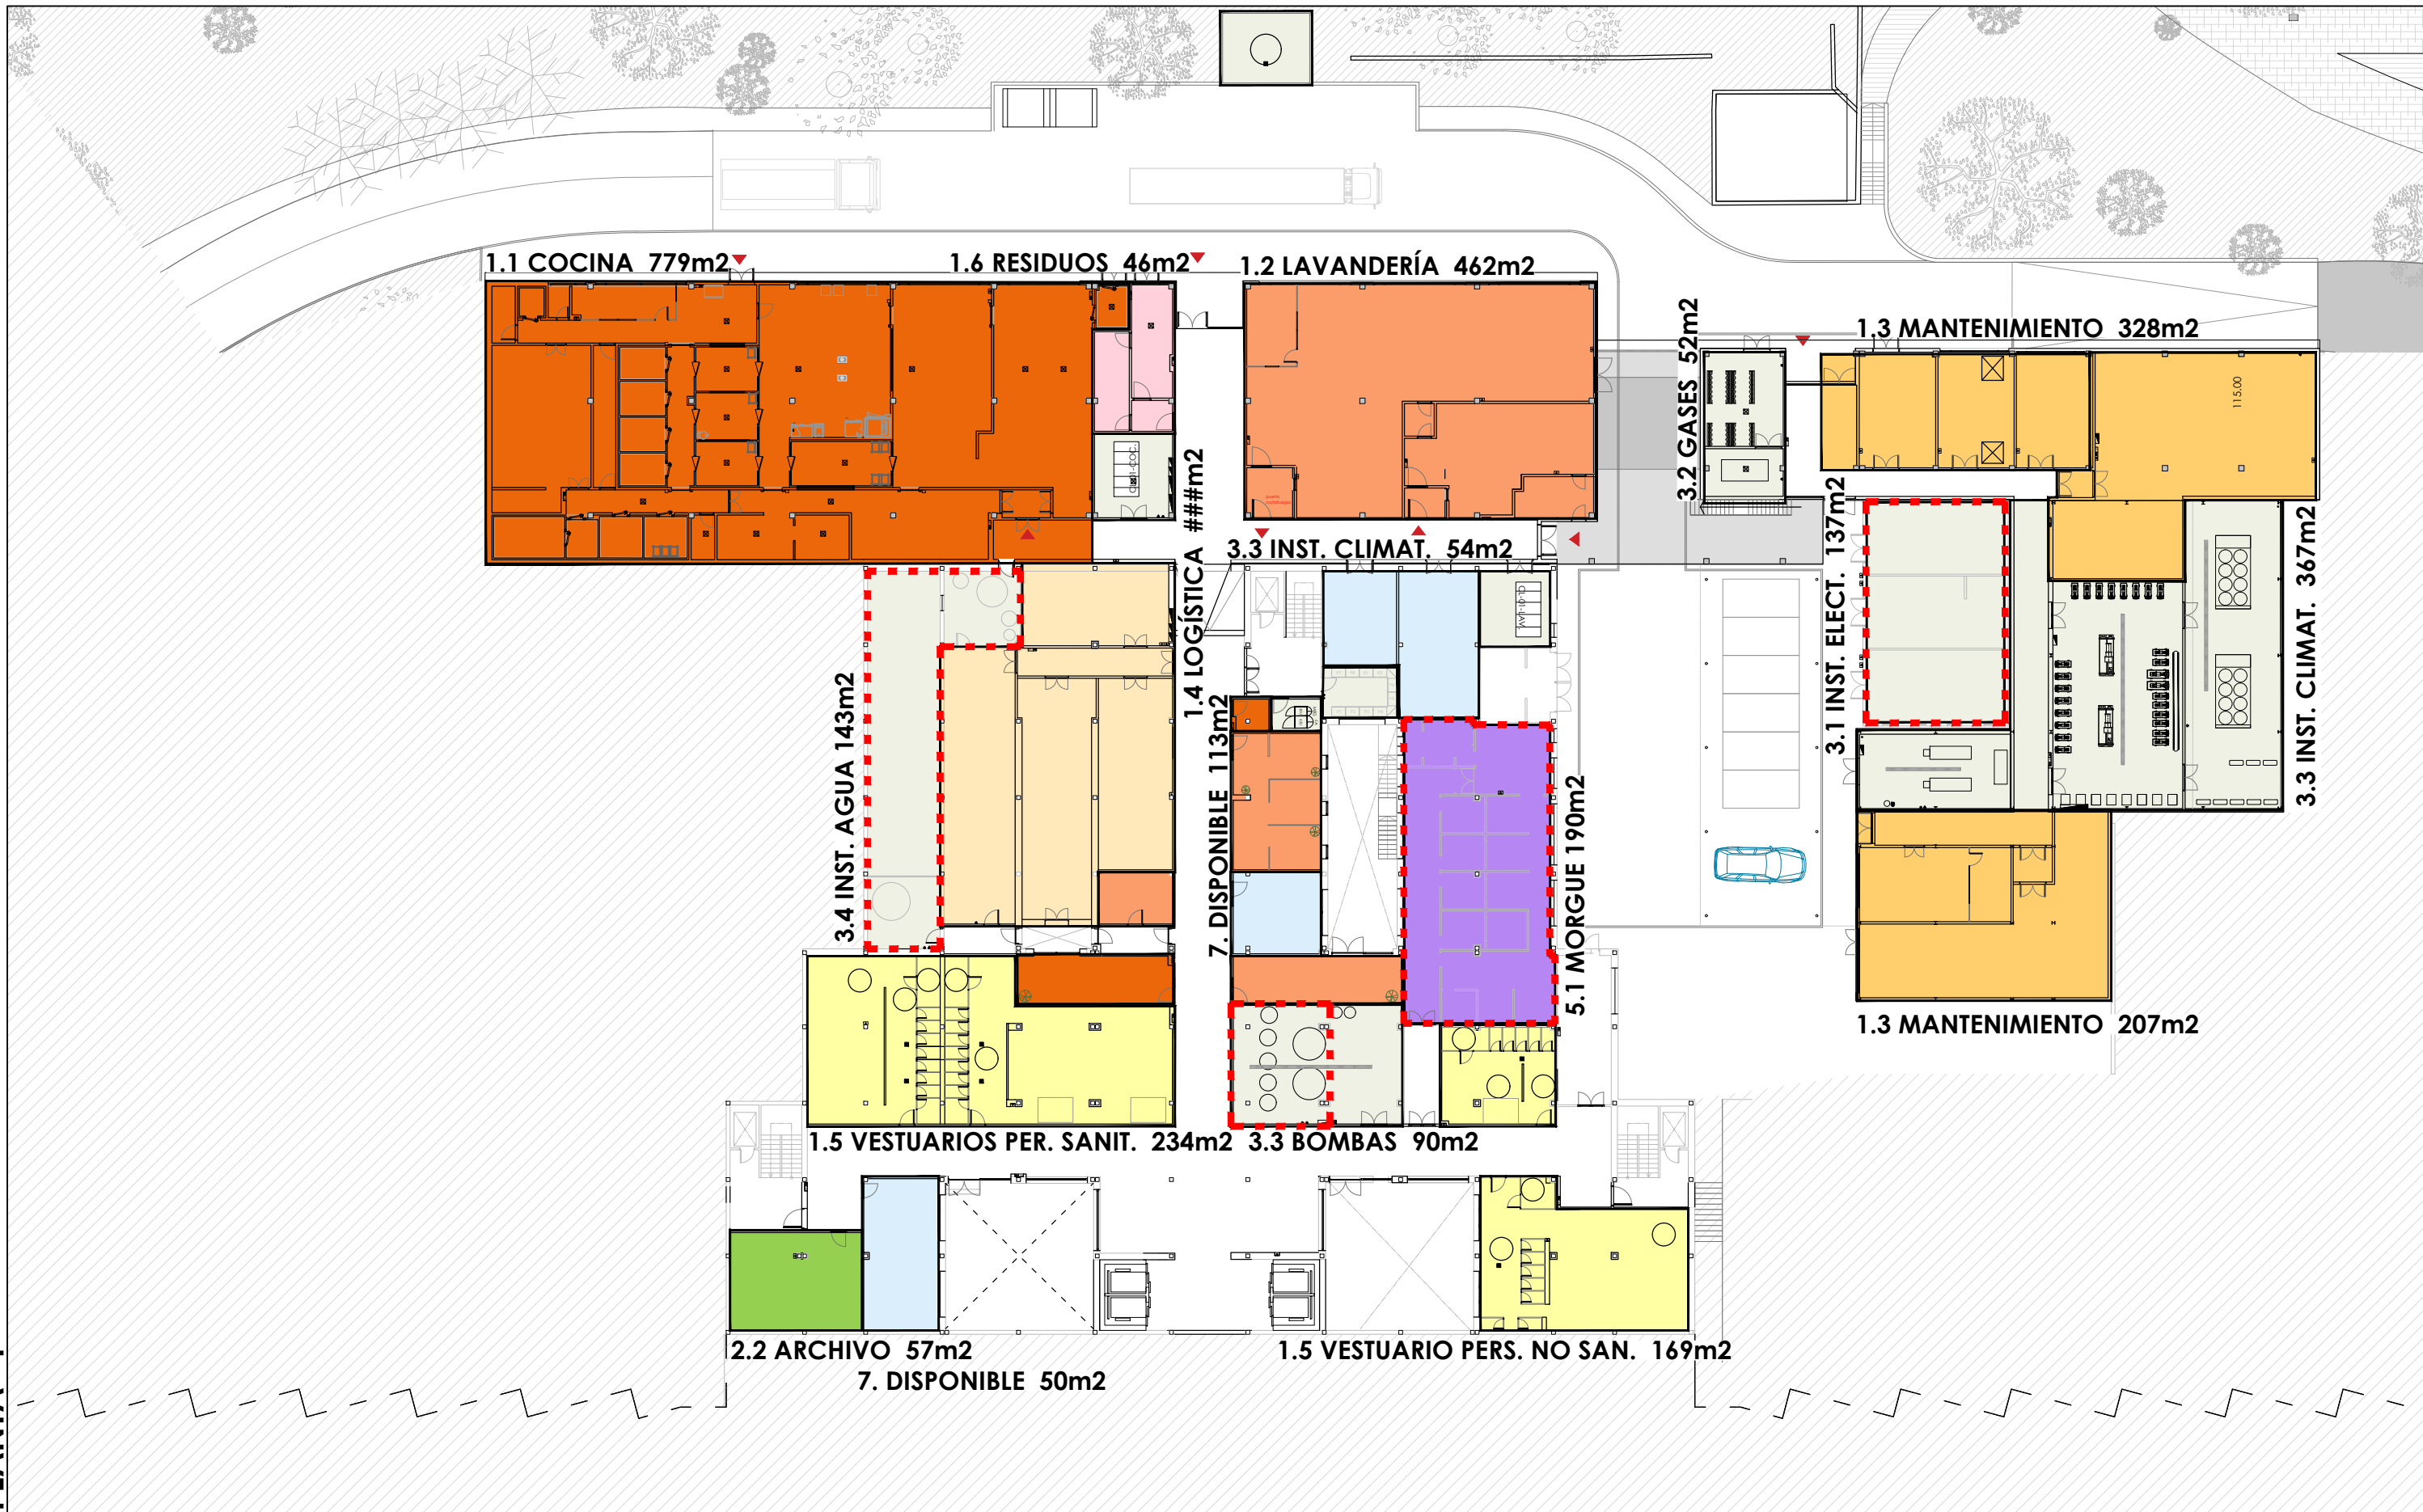 1.1 COCINA 779m2
1.6 RESIDUOS 46m2
1.2 LAVANDERÍA 462m2
1.3 MANTENIMIENTO 328m2
3.2 GASES 52m2
115.00
1.4 LOGÍSTICA ###m2
3.3 INST. CLIMAT. 54m2
3.1 INST. ELECT. 137m2
3.3 INST. CLIMAT. 367m2
3.4 INST. AGUA 143m2
7. DISPONIBLE 113m2
5.1 MORGUE 190m2
1.3 MANTENIMIENTO 207m2
1.5 VESTUARIOS PER. SANIT. 234m2
3.3 BOMBAS 90m2
2.2 ARCHIVO 57m2
1.5 VESTUARIO PERS. NO SAN. 169m2
7. DISPONIBLE 50m2